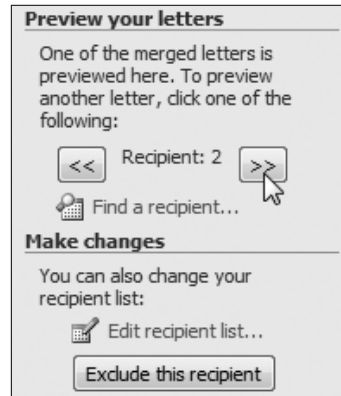 Preview your letters
One of the merged letters is
previewed here. To preview
another letter, click one of the
following:
<< Recipient: 2 >>
Find a recipient...
Make changes
You can also change your
recipient list:
Edit recipient list...
Exclude this recipient